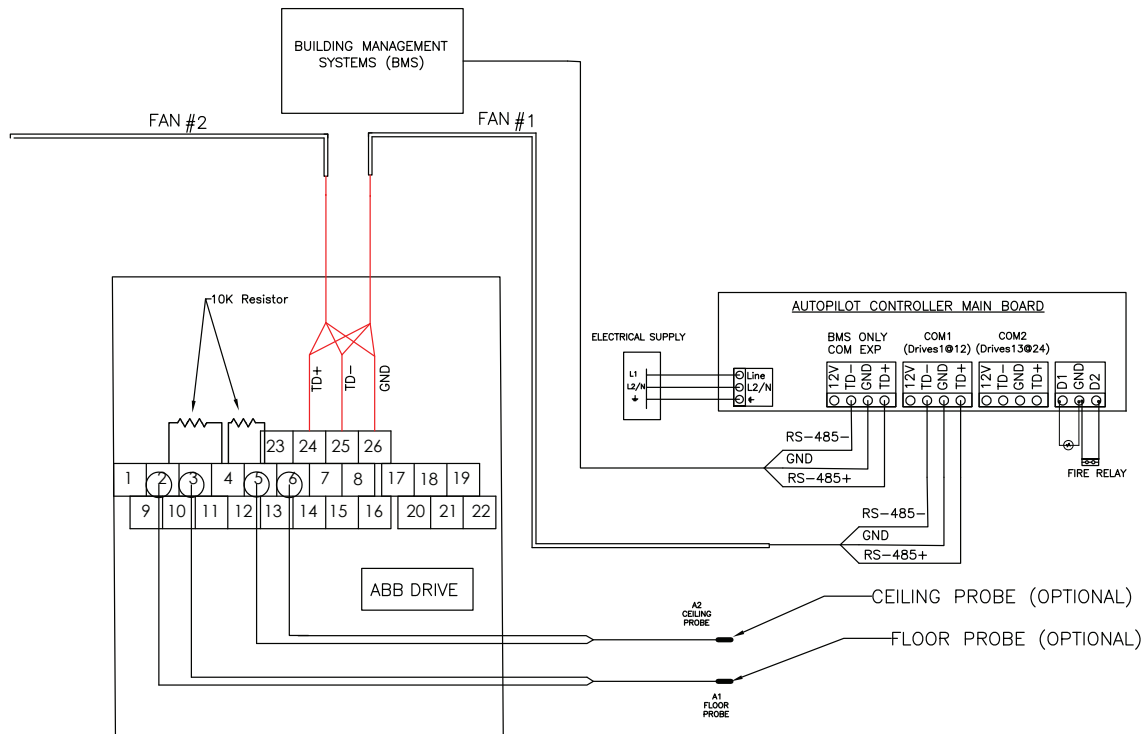 BUILDING MANAGEMENT
SYSTEMS (BMS)
FAN #2
FAN #1
10K Resistor
TD+
TD-
GND
23 24 25 26
1 2 3 4 5 6 7 8 17 18 19
9 10 11 12 13 14 15 16 20 21 22
ABB DRIVE
ELECTRICAL SUPPLY
L1
L2/N
AUTOPILOT CONTROLLER MAIN BOARD
Line
L2/N
BMS ONLY
COM EXP
12V
TD-
GND
TD+
COM1
(Drives1@12)
12V
TD-
GND
TD+
COM2
(Drives13@24)
12V
TD-
GND
TD+
D1
GND
D2
FIRE RELAY
RS-485-
GND
RS-485+
RS-485-
GND
RS-485+
A2
CEILING
PROBE
CEILING PROBE (OPTIONAL)
FLOOR PROBE (OPTIONAL)
A1
FLOOR
PROBE